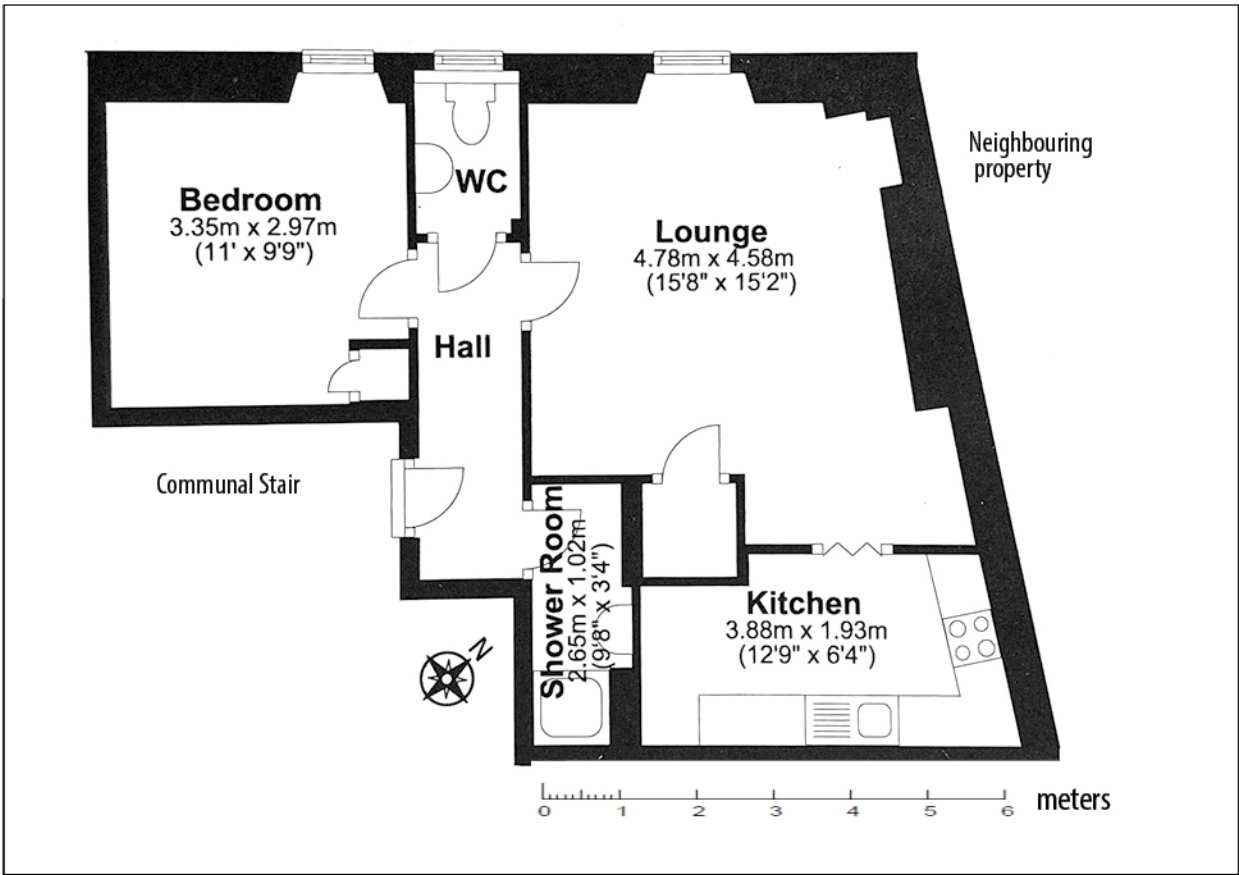 Neighbouring
property
WC
Bedroom
3.35m x 2.97m
(11' x 9'9")
Lounge
4.78m x 4.58m
(15'8" x 15'2")
Hall
Communal Stair
Shower Room
2.65m x 1.02m
(9'8" x 3'4")
Kitchen
3.88m x 1.93m
(12'9" x 6'4")
N
0 1 2 3 4 5 6 meters